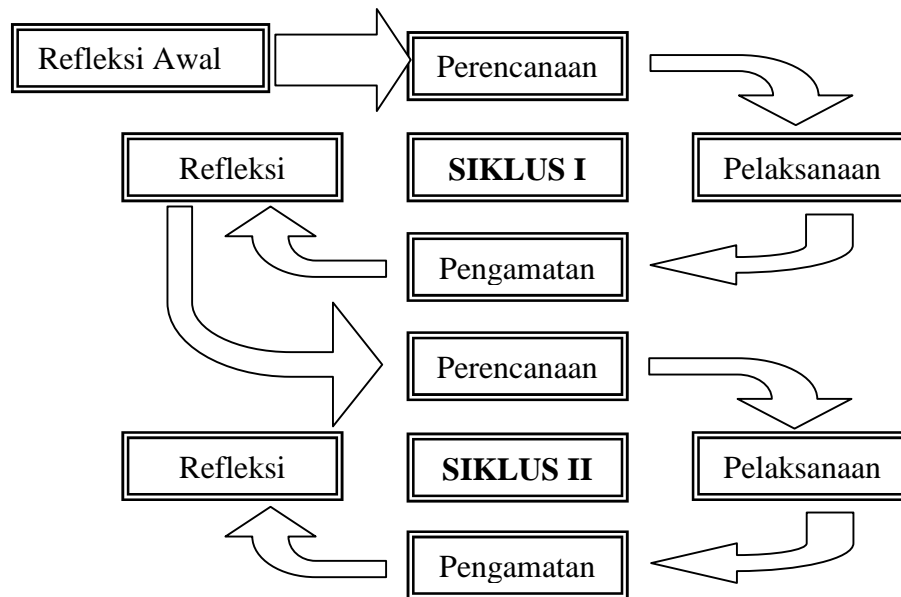 Refleksi Awal
Perencanaan
Refleksi
SIKLUS I
Pelaksanaan
Pengamatan
Perencanaan
Refleksi
SIKLUS II
Pelaksanaan
Pengamatan